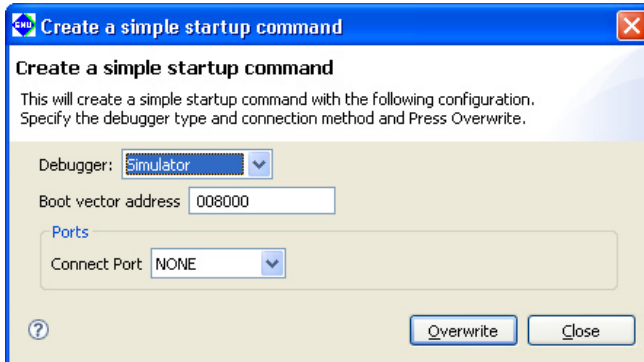 GNU Create a simple startup command
Create a simple startup command
This will create a simple startup command with the following configuration.
Specify the debugger type and connection method and Press Overwrite.
Debugger: Simulator
Boot vector address 008000
Ports
Connect Port NONE
? Overwrite Close